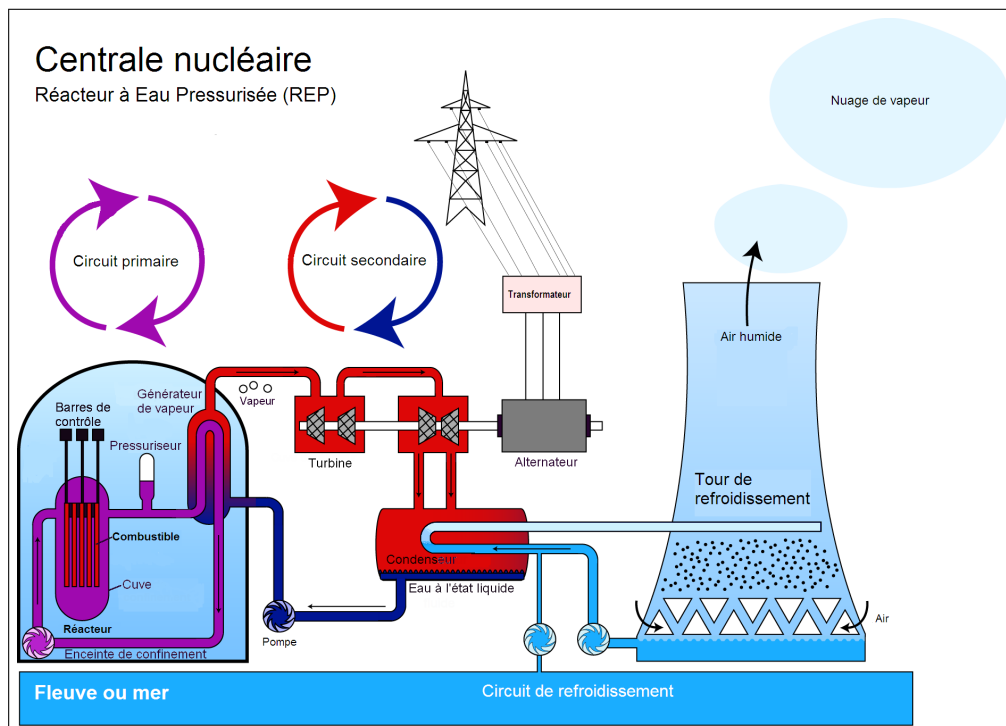 Centrale nucléaire
Réacteur à Eau Pressurisée (REP)
Nuage de vapeur
Circuit primaire
Circuit secondaire
Transformateur
Air humide
Générateur
de vapeur
Vapeur
Barres de
contrôle
Pressuriseur
Turbine
Alternateur
Tour de
refroidissement
Combustible
Condenseur
Cuve
Eau à l'état liquide
Réacteur
Pompe
Air
Enceinte de confinement
Fleuve ou mer
Circuit de refroidissement